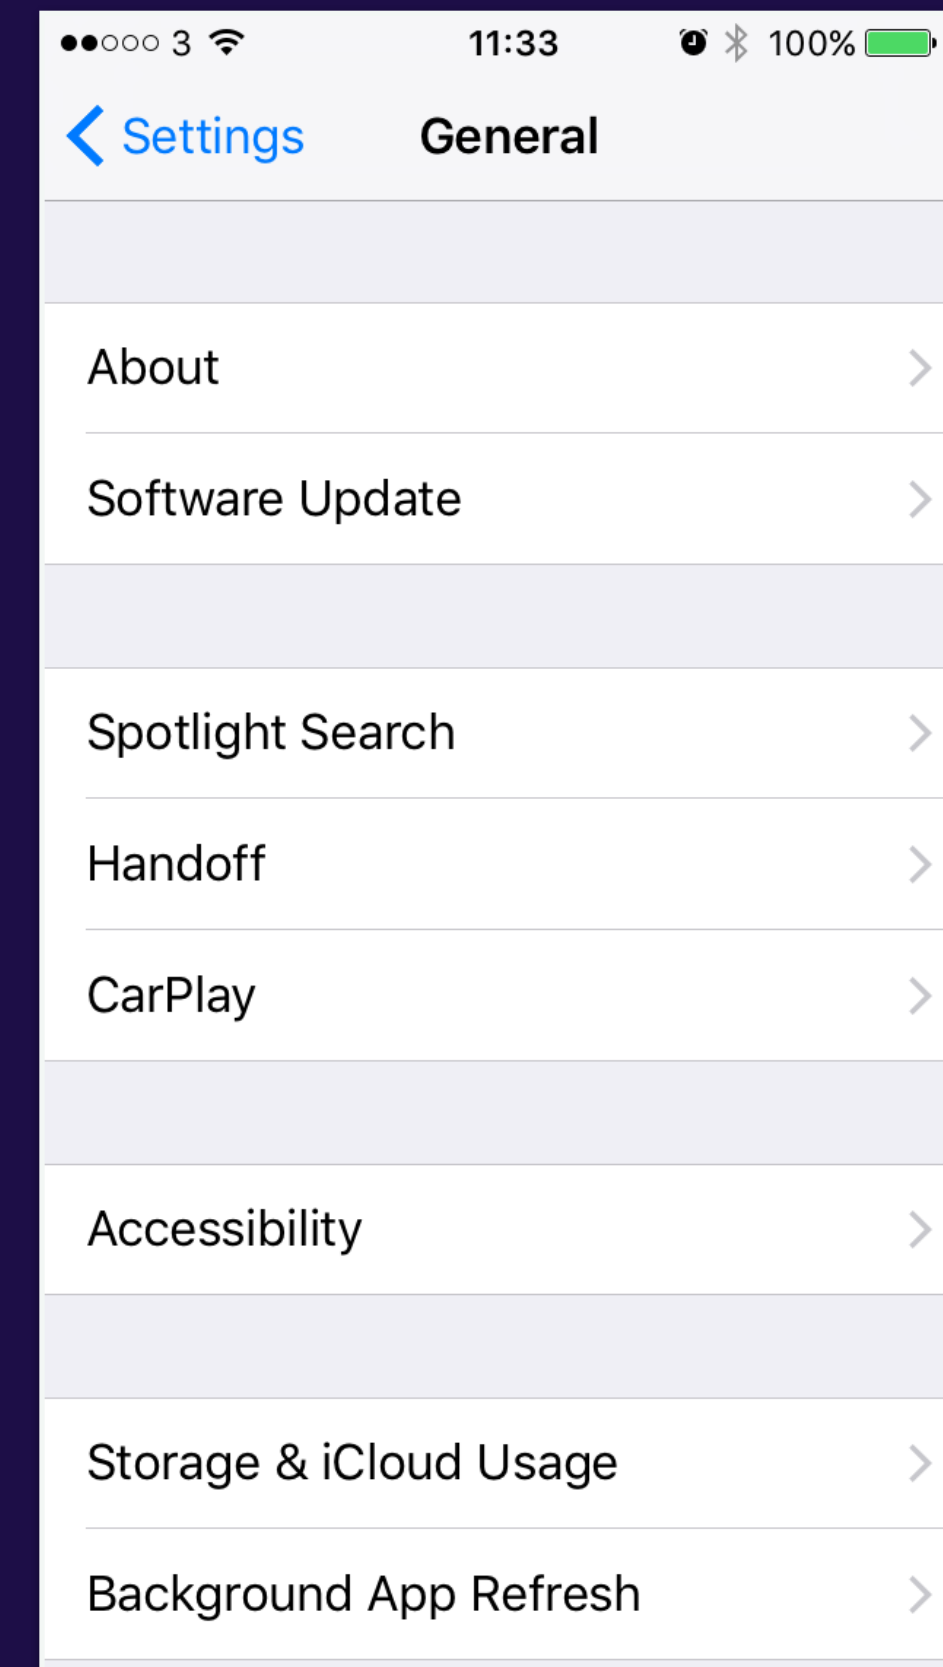 3 11:33 100%
Settings General
About
Software Update
Spotlight Search
Handoff
CarPlay
Accessibility
Storage & iCloud Usage
Background App Refresh